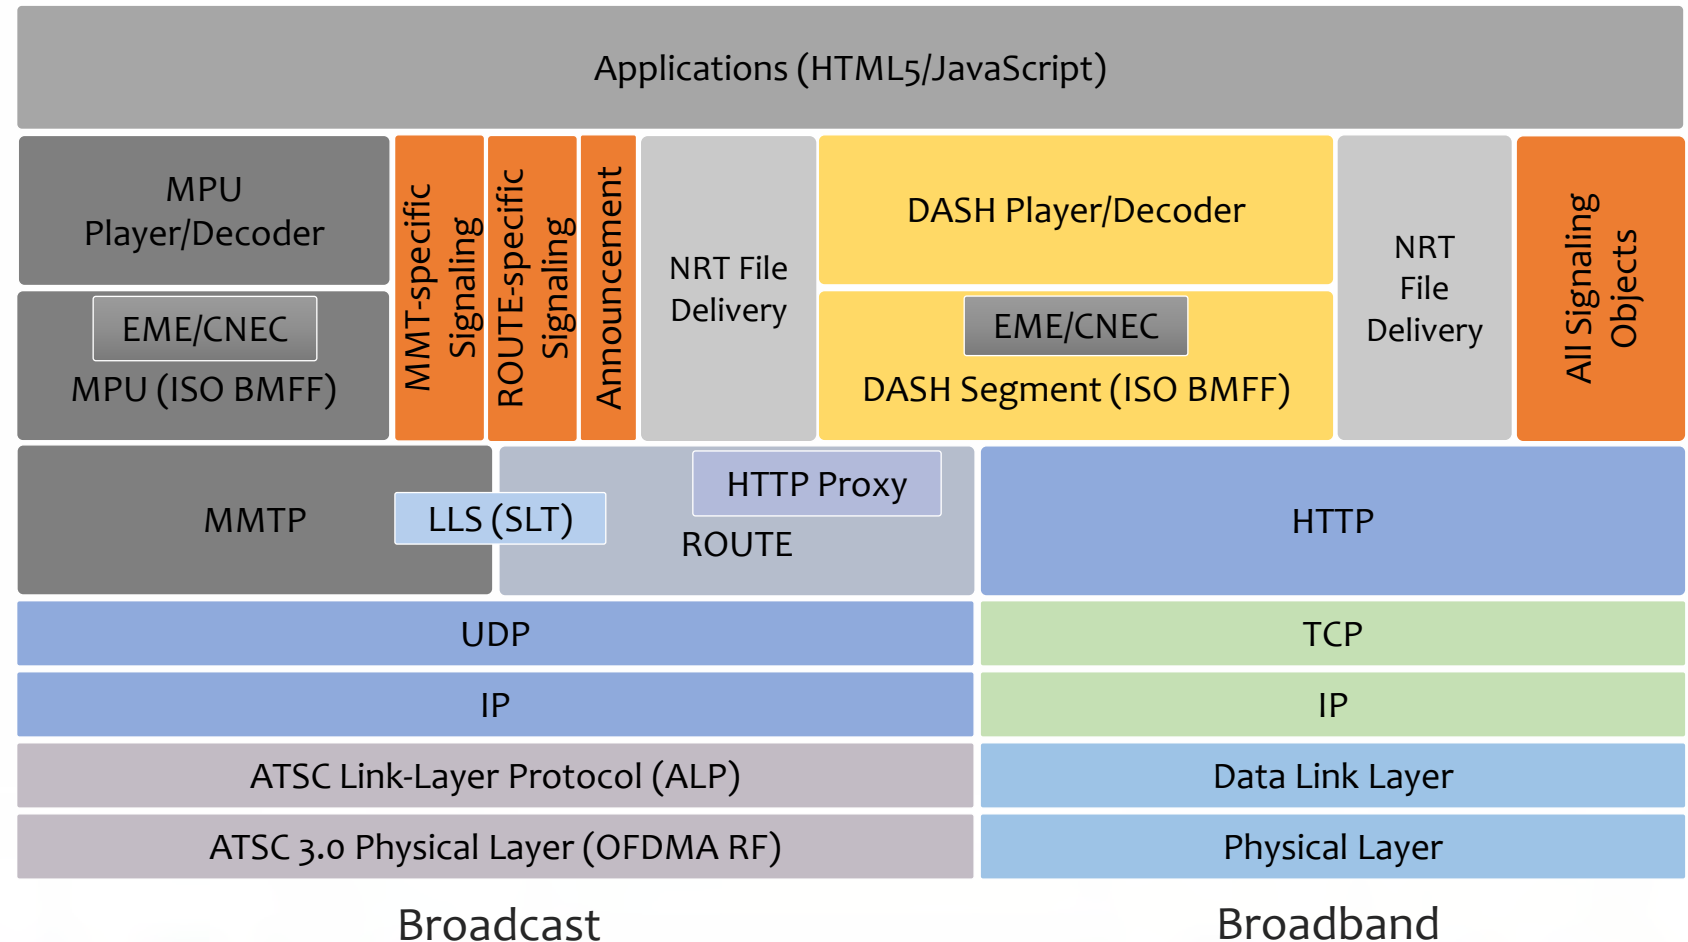 Applications (HTML5/JavaScript)
MPU
Player/Decoder
MMT-specific
Signaling
ROUTE-specific
Signaling
Announcement
NRT File
Delivery
DASH Player/Decoder
NRT
File
Delivery
All Signaling
Objects
EME/CNEC
MPU (ISO BMFF)
EME/CNEC
DASH Segment (ISO BMFF)
MMTP
LLS (SLT)
HTTP Proxy
ROUTE
HTTP
UDP
TCP
IP
IP
ATSC Link-Layer Protocol (ALP)
Data Link Layer
ATSC 3.0 Physical Layer (OFDMA RF)
Physical Layer
Broadcast
Broadband